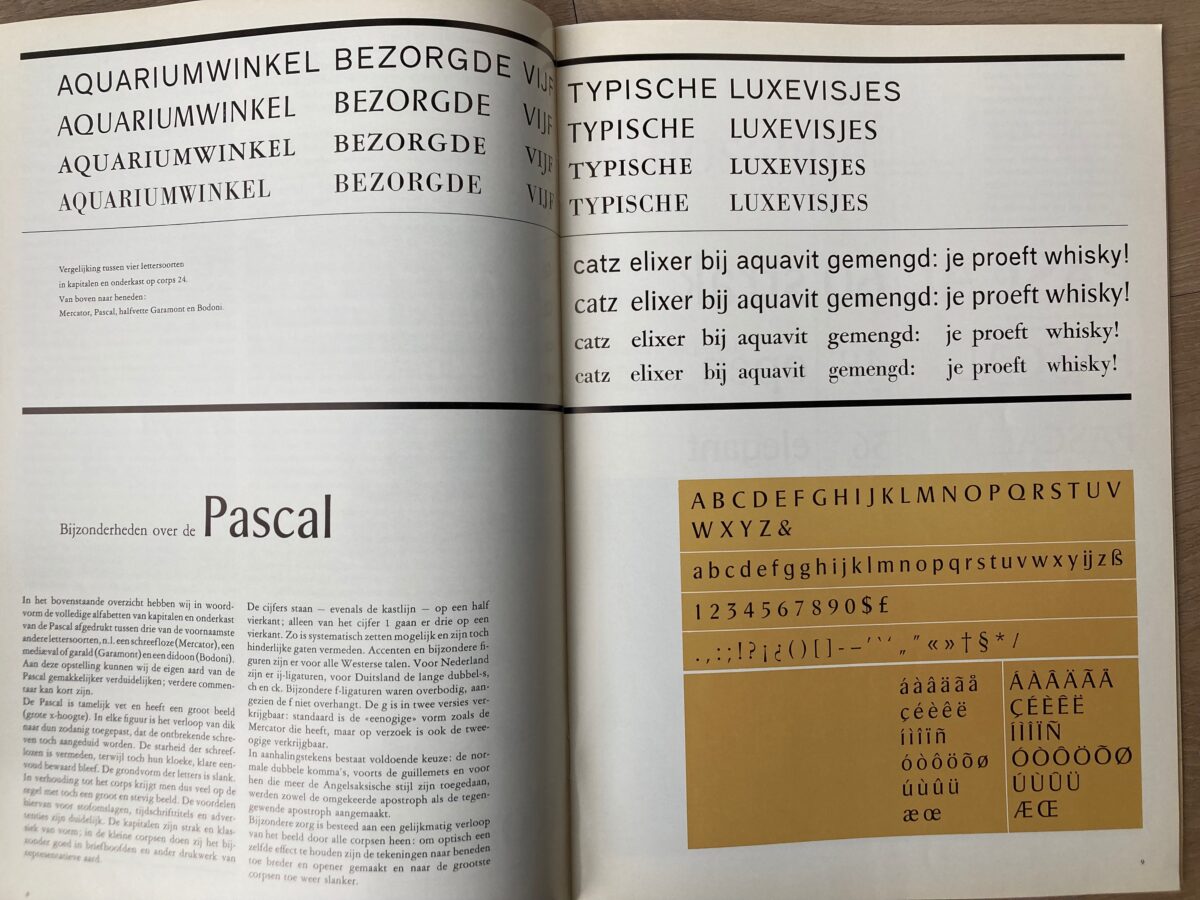 AQUARIUMWINKEL BEZORGDE VIJF
AQUARIUMWINKEL BEZORGDE VIJF
AQUARIUMWINKEL BEZORGDE VIJF
AQUARIUMWINKEL BEZORGDE VIJF
Vergelijking tussen vier lettersoorten
in kapitalen en onderkast op corps 24.
Van boven naar beneden:
Mercator, Pascal, halfvette Garamont en Bodoni.
Bijzonderheden over de Pascal
In het bovenstaande overzicht hebben wij in woord-
vorm de volledige alfabetten van kapitalen en onderkast
van de Pascal afgedrukt tussen drie van de voornaamste
andere lettersoorten, n.l. een schreefloze (Mercator), een
mediæval of garald (Garamont) en een didoon (Bodoni).
Aan deze opstelling kunnen wij de eigen aard van de
Pascal gemakkelijker verduidelijken; verdere commen-
taar kan kort zijn.
De Pascal is tamelijk vet en heeft een groot beeld
(grote x-hoogte). In elke figuur is het verloop van dik
naar dun zodanig toegepast, dat de ontbrekende schre-
ven toch aangeduid worden. De starheid der schreef-
lozen is vermeden, terwijl toch hun kloeke, klare een-
voud bewaard bleef. De grondvorm der letters is slank.
In verhouding tot het corps krijgt men dus veel op de
regel met toch een groot en stevig beeld. De voordelen
hiervan voor stofomslagen, tijdschrifttitels en adver-
tenties zijn duidelijk. De kapitalen zijn strak en klas-
siek van vorm; in de kleine corpsen doen zij het bij-
zonder goed in briefhoofden en ander drukwerk van
representatieve aard.
De cijfers staan — evenals de kastlijn — op een half
vierkant; alleen van het cijfer 1 gaan er drie op een
vierkant. Zo is systematisch zetten mogelijk en zijn toch
hinderlijke gaten vermeden. Accenten en bijzondere fi-
guren zijn er voor alle Westerse talen. Voor Nederland
zijn er ij-ligaturen, voor Duitsland de lange dubbel-s,
ch en ck. Bijzondere f-ligaturen waren overbodig, aan-
gezien de f niet overhangt. De g is in twee versies ver-
krijgbaar: standaard is de «eenogige» vorm zoals de
Mercator die heeft, maar op verzoek is ook de twee-
ogige verkrijgbaar.
In aanhalingstekens bestaat voldoende keuze: de nor-
male dubbele komma's, voorts de guillemets en voor
hen die meer de Angelsaksische stijl zijn toegedaan,
werden zowel de omgekeerde apostroph als de tegen-
gewende apostroph aangemaakt.
Bijzondere zorg is besteed aan een gelijkmatig verloop
van het beeld door alle corpsen heen: om optisch een
zelfde effect te houden zijn de tekeningen naar beneden
toe breder en opener gemaakt en naar de grootste
corpsen toe weer slanker.
8
TYPISCHE LUXEVISJES
TYPISCHE LUXEVISJES
TYPISCHE LUXEVISJES
TYPISCHE LUXEVISJES
catz elixer bij aquavit gemengd: je proeft whisky!
catz elixer bij aquavit gemengd: je proeft whisky!
catz elixer bij aquavit gemengd: je proeft whisky!
catz elixer bij aquavit gemengd: je proeft whisky!
A B C D E F G H I J K L M N O P Q R S T U V
W X Y Z &
a b c d e f g g h i j k l m n o p q r s t u v w x y ij z ß
1 2 3 4 5 6 7 8 9 0 $ £
. , : ; ! ? ¡ ¿ ( ) [ ] - – ′ ‵ ‘ „ ” « » † § * /
á à â ä ã å
ç é è ê ë
í ì î ï ñ
ó ò ô ö õ ø
ú ù û ü
æ œ
Á À Â Ä Ã Å
Ç É È Ê Ë
Í Ì Î Ï Ñ
Ó Ò Ô Ö Õ Ø
Ú Ù Û Ü
Æ Œ
9